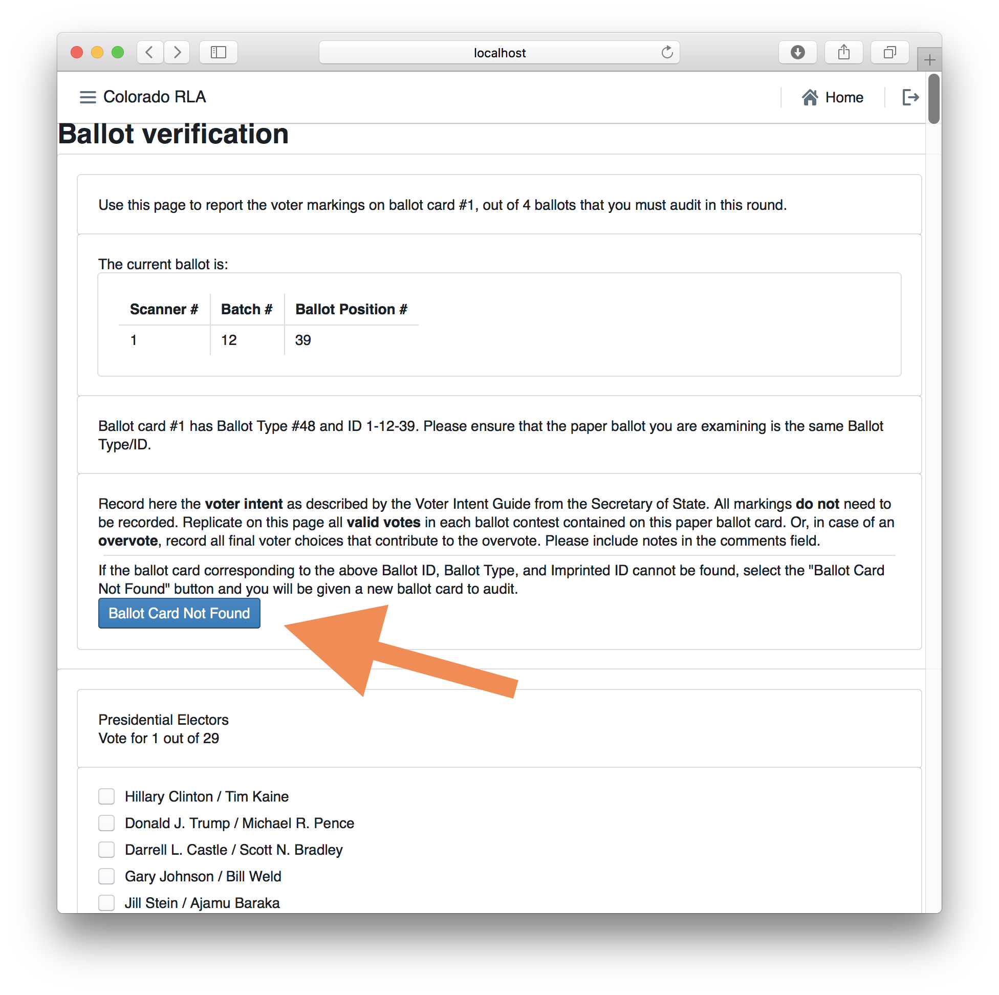 localhost
Colorado RLA
Home
Ballot verification
Use this page to report the voter markings on ballot card #1, out of 4 ballots that you must audit in this round.
The current ballot is:
Scanner # Batch # Ballot Position #
1 12 39
Ballot card #1 has Ballot Type #48 and ID 1-12-39. Please ensure that the paper ballot you are examining is the same Ballot
Type/ID.
Record here the voter intent as described by the Voter Intent Guide from the Secretary of State. All markings do not need to
be recorded. Replicate on this page all valid votes in each ballot contest contained on this paper ballot card. Or, in case of an
overvote, record all final voter choices that contribute to the overvote. Please include notes in the comments field.
If the ballot card corresponding to the above Ballot ID, Ballot Type, and Imprinted ID cannot be found, select the "Ballot Card
Not Found" button and you will be given a new ballot card to audit.
Ballot Card Not Found
Presidential Electors
Vote for 1 out of 29
Hillary Clinton / Tim Kaine
Donald J. Trump / Michael R. Pence
Darrell L. Castle / Scott N. Bradley
Gary Johnson / Bill Weld
Jill Stein / Ajamu Baraka